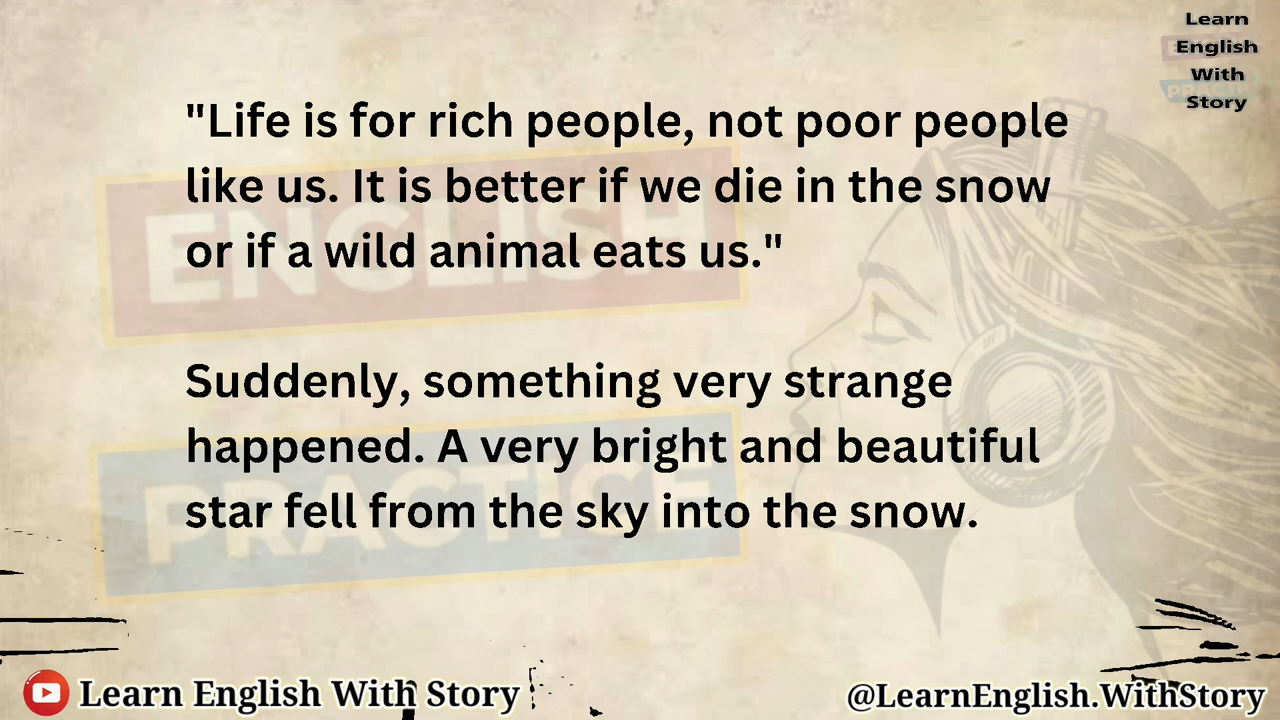 Learn
English
With
Story
"Life is for rich people, not poor people
like us. It is better if we die in the snow
or if a wild animal eats us."
ENGLISH
Suddenly, something very strange
happened. A very bright and beautiful
star fell from the sky into the snow.
PRACTICE
Learn English With Story
@LearnEnglish.WithStory